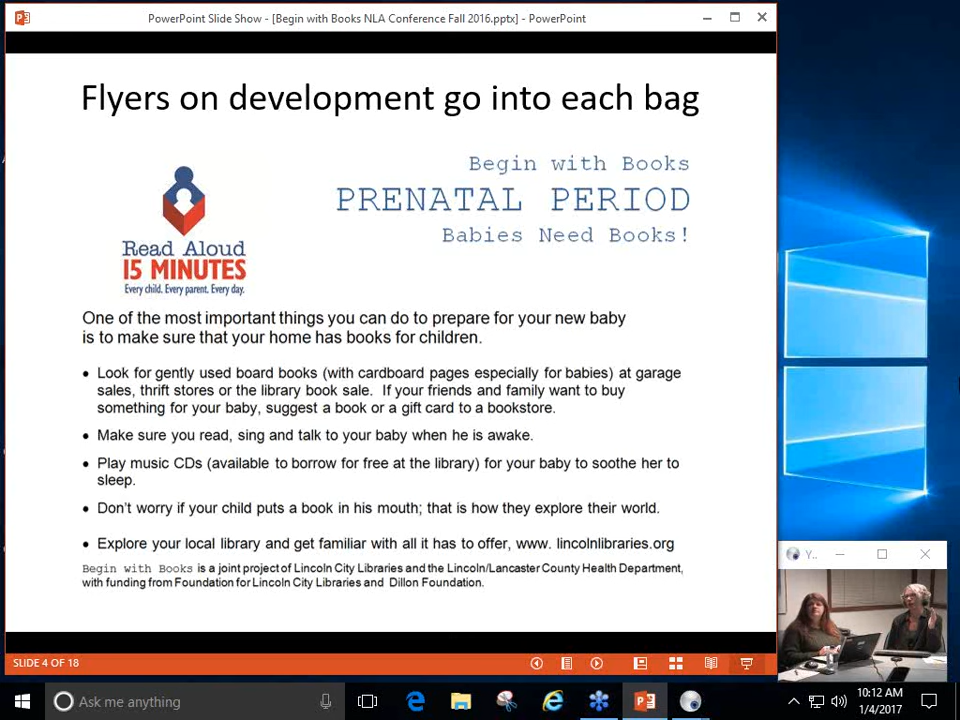 PowerPoint Slide Show - [Begin with Books NLA Conference Fall 2016.pptx] - PowerPoint
Flyers on development go into each bag
Read Aloud
15 MINUTES
Every child. Every parent. Every day.
Begin with Books
PRENATAL PERIOD
Babies Need Books!
One of the most important things you can do to prepare for your new baby
is to make sure that your home has books for children.
• Look for gently used board books (with cardboard pages especially for babies) at garage
sales, thrift stores or the library book sale. If your friends and family want to buy
something for your baby, suggest a book or a gift card to a bookstore.
• Make sure you read, sing and talk to your baby when he is awake.
• Play music CDs (available to borrow for free at the library) for your baby to soothe her to
sleep.
• Don't worry if your child puts a book in his mouth; that is how they explore their world.
• Explore your local library and get familiar with all it has to offer, www. lincolnlibraries.org
Begin with Books is a joint project of Lincoln City Libraries and the Lincoln/Lancaster County Health Department,
with funding from Foundation for Lincoln City Libraries and Dillon Foundation.
SLIDE 4 OF 18
Y..
Ask me anything
10:12 AM
1/4/2017